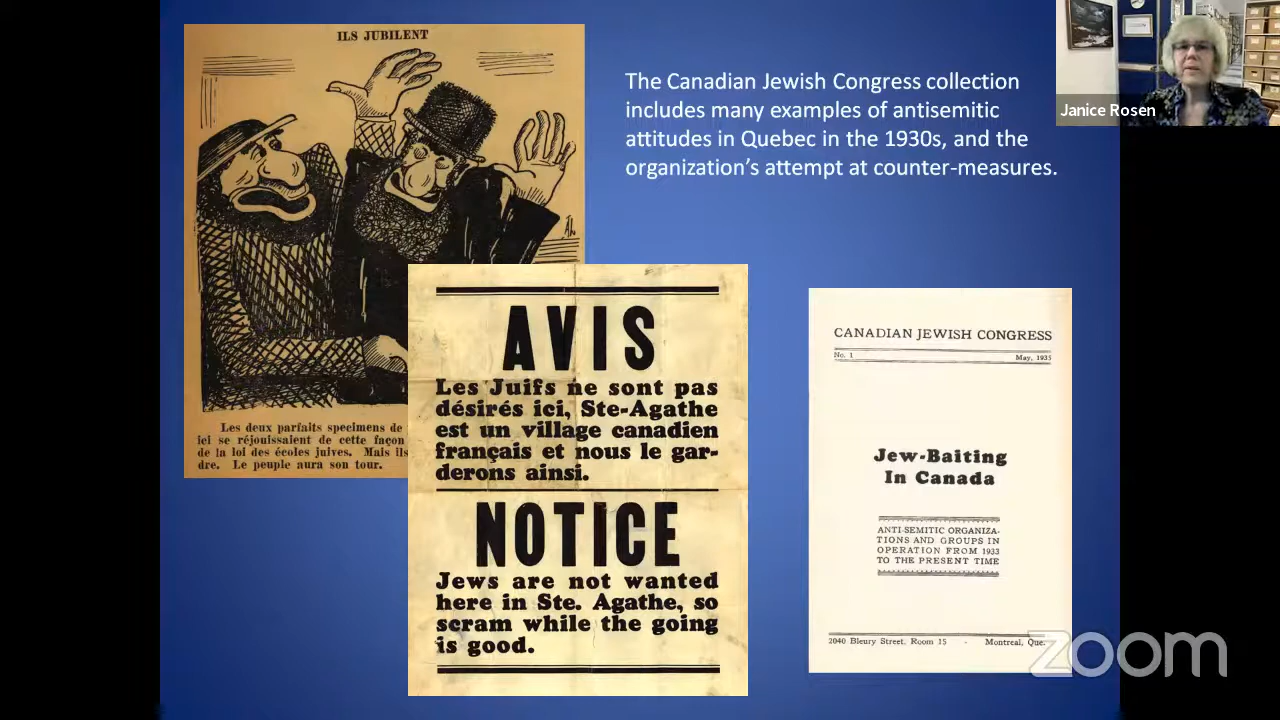 ILS JUBILENT
Les deux parfaits specimens de
ici se réjouissaient de cette façon
de la loi des écoles juives. Mais ils
dre. Le peuple aura son tour.
The Canadian Jewish Congress collection
includes many examples of antisemitic
attitudes in Quebec in the 1930s, and the
organization's attempt at counter-measures.
Janice Rosen
AVIS
Les Juifs ne sont pas
désirés ici, Ste-Agathe
est un village canadien
français et nous le gar-
derons ainsi.
NOTICE
Jews are not wanted
here in Ste. Agathe, so
scram while the going
is good.
CANADIAN JEWISH CONGRESS
No. 1 May, 1935
Jew-Baiting
In Canada
ANTI-SEMITIC ORGANIZA-
TIONS AND GROUPS IN
OPERATION FROM 1933
TO THE PRESENT TIME
2040 Bleury Street, Room 15 - Montreal, Que.
zoom